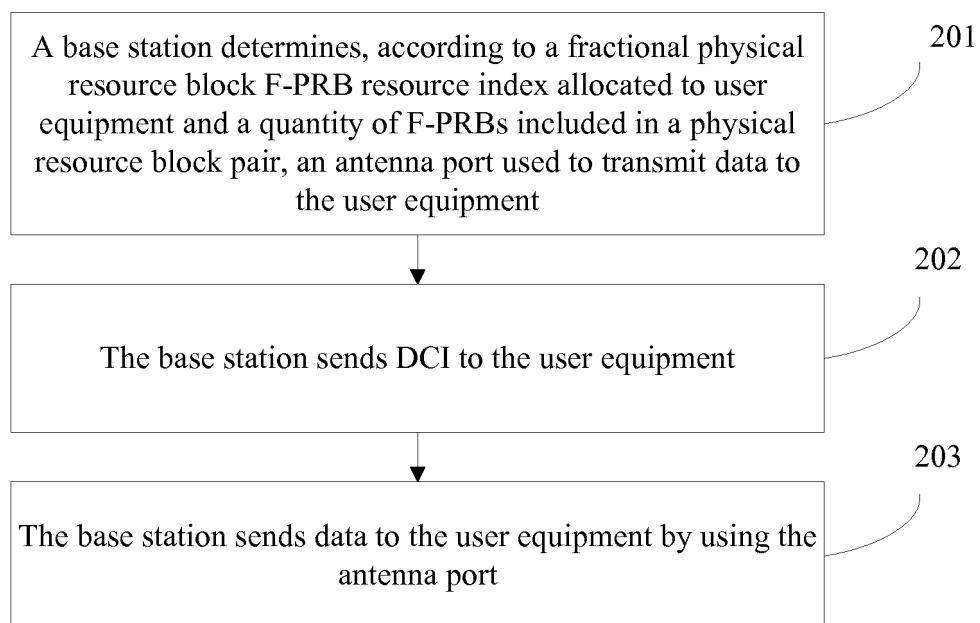 A base station determines, according to a fractional physical
resource block F-PRB resource index allocated to user
equipment and a quantity of F-PRBs included in a physical
resource block pair, an antenna port used to transmit data to
the user equipment
201
The base station sends DCI to the user equipment
202
The base station sends data to the user equipment by using the
antenna port
203